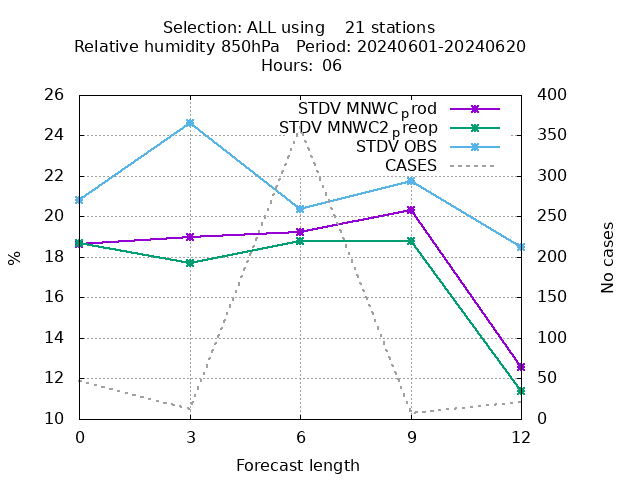 Selection: ALL using    21 stations
Relative humidity 850hPa   Period: 20240601-20240620
Hours: 06
STDV MNWC_prod
STDV MNWC2_preop
STDV OBS
CASES
26
24
22
20
18
16
14
12
10
400
350
300
250
200
150
100
50
0
%
No cases
0 3 6 9 12
Forecast length